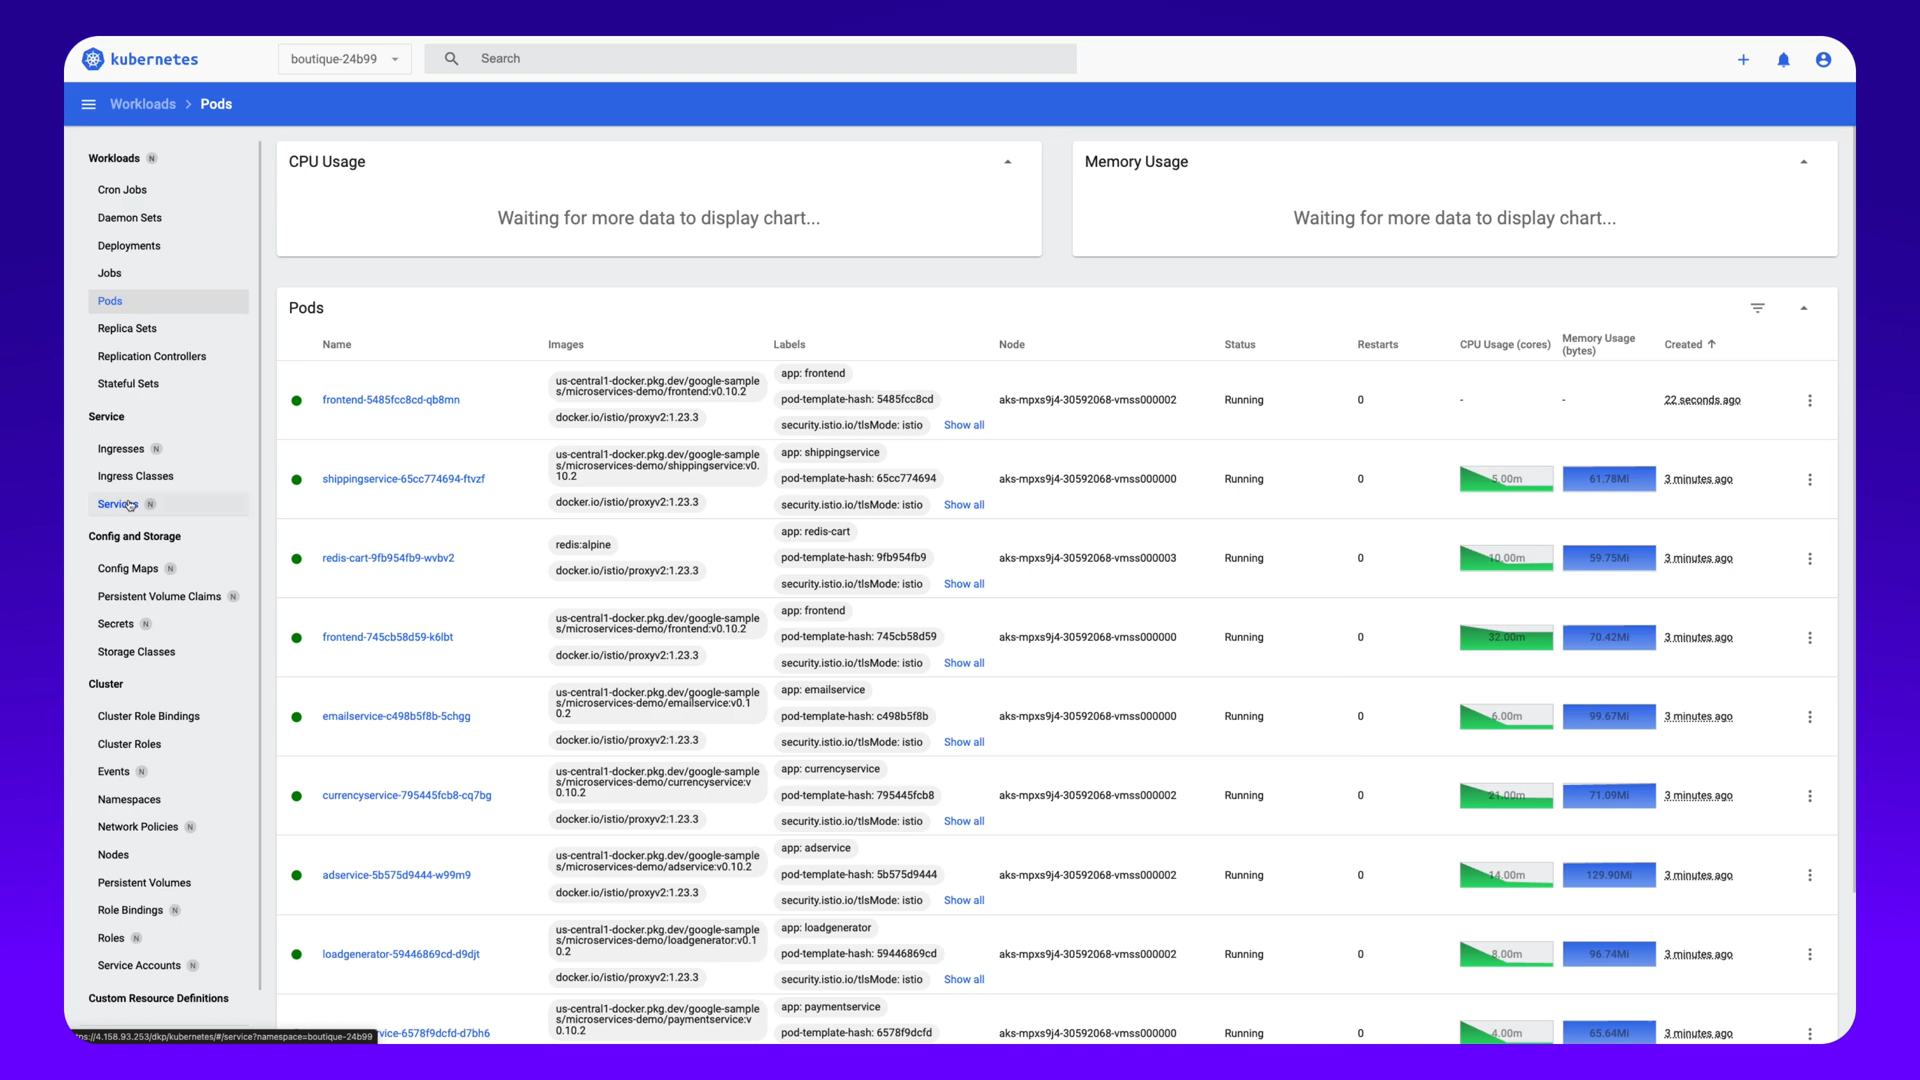 kubernetes
boutique-24b99
Search
Workloads > Pods
Workloads N
Cron Jobs
Daemon Sets
Deployments
Jobs
Pods
Replica Sets
Replication Controllers
Stateful Sets
Service
Ingresses N
Ingress Classes
Services N
Config and Storage
Config Maps N
Persistent Volume Claims N
Secrets N
Storage Classes
Cluster
Cluster Role Bindings
Cluster Roles
Events N
Namespaces
Network Policies N
Nodes
Persistent Volumes
Role Bindings N
Roles N
Service Accounts N
Custom Resource Definitions
CPU Usage
Waiting for more data to display chart...
Memory Usage
Waiting for more data to display chart...
Pods
Name Images Labels Node Status Restarts CPU Usage (cores) Memory Usage (bytes) Created
frontend-5485fcc8cd-qb8mn
us-central1-docker.pkg.dev/google-sample
s/microservices-demo/frontend:v0.10.2
docker.io/istio/proxyv2:1.23.3
app: frontend
pod-template-hash: 5485fcc8cd
security.istio.io/tlsMode: istio Show all
aks-mpxs9j4-30592068-vmss000002 Running 0 - - 22 seconds ago
shippingservice-65cc774694-ftvzf
us-central1-docker.pkg.dev/google-sample
s/microservices-demo/shippingservice:v0.
10.2
docker.io/istio/proxyv2:1.23.3
app: shippingservice
pod-template-hash: 65cc774694
security.istio.io/tlsMode: istio Show all
aks-mpxs9j4-30592068-vmss000000 Running 0 5.00m 61.78Mi 3 minutes ago
redis-cart-9fb954fb9-wvbv2
redis:alpine
docker.io/istio/proxyv2:1.23.3
app: redis-cart
pod-template-hash: 9fb954fb9
security.istio.io/tlsMode: istio Show all
aks-mpxs9j4-30592068-vmss000003 Running 0 10.00m 59.75Mi 3 minutes ago
frontend-745cb58d59-k6lbt
us-central1-docker.pkg.dev/google-sample
s/microservices-demo/frontend:v0.10.2
docker.io/istio/proxyv2:1.23.3
app: frontend
pod-template-hash: 745cb58d59
security.istio.io/tlsMode: istio Show all
aks-mpxs9j4-30592068-vmss000000 Running 0 32.00m 70.42Mi 3 minutes ago
emailservice-c498b5f8b-5chgg
us-central1-docker.pkg.dev/google-sample
s/microservices-demo/emailservice:v0.1
0.2
docker.io/istio/proxyv2:1.23.3
app: emailservice
pod-template-hash: c498b5f8b
security.istio.io/tlsMode: istio Show all
aks-mpxs9j4-30592068-vmss000000 Running 0 6.00m 99.67Mi 3 minutes ago
currencyservice-795445fcb8-cq7bg
us-central1-docker.pkg.dev/google-sample
s/microservices-demo/currencyservice:v
0.10.2
docker.io/istio/proxyv2:1.23.3
app: currencyservice
pod-template-hash: 795445fcb8
security.istio.io/tlsMode: istio Show all
aks-mpxs9j4-30592068-vmss000002 Running 0 21.00m 71.09Mi 3 minutes ago
adservice-5b575d9444-w99m9
us-central1-docker.pkg.dev/google-sample
s/microservices-demo/adservice:v0.10.2
docker.io/istio/proxyv2:1.23.3
app: adservice
pod-template-hash: 5b575d9444
security.istio.io/tlsMode: istio Show all
aks-mpxs9j4-30592068-vmss000002 Running 0 14.00m 129.90Mi 3 minutes ago
loadgenerator-59446869cd-d9djt
us-central1-docker.pkg.dev/google-sample
s/microservices-demo/loadgenerator:v0.1
0.2
docker.io/istio/proxyv2:1.23.3
app: loadgenerator
pod-template-hash: 59446869cd
security.istio.io/tlsMode: istio Show all
aks-mpxs9j4-30592068-vmss000002 Running 0 8.00m 96.74Mi 3 minutes ago
vice-6578f9dcfd-d7bh6
us-central1-docker.pkg.dev/google-sample
s/microservices-demo/paymentservice:v
0.10.2
app: paymentservice
pod-template-hash: 6578f9dcfd
aks-mpxs9j4-30592068-vmss000000 Running 0 4.00m 65.64Mi 3 minutes ago
ps://4.158.93.253/dkp/kubernetes/#/service?namespace=boutique-24b99